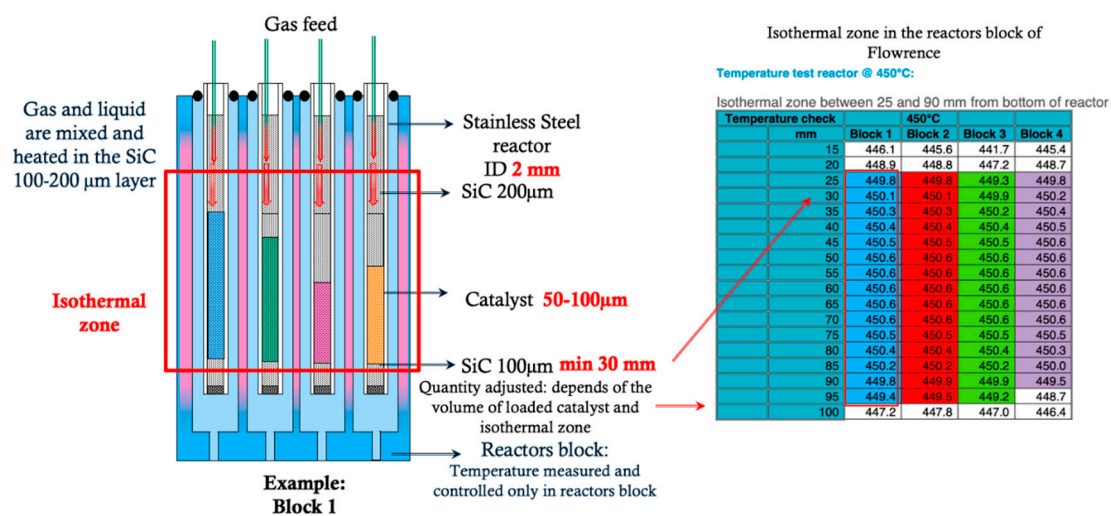 Gas feed
Gas and liquid
are mixed and
heated in the SiC
100-200 µm layer
Isothermal
zone
Stainless Steel
reactor
ID 2 mm
SiC 200µm
Catalyst 50-100µm
SiC 100µm min 30 mm
Quantity adjusted: depends of the
volume of loaded catalyst and
isothermal zone
Reactors block:
Temperature measured and
controlled only in reactors block
Example:
Block 1
Isothermal zone in the reactors block of
Flowrence
Temperature test reactor @ 450°C:
Isothermal zone between 25 and 90 mm from bottom of reactor
Temperature check 450°C
mm Block 1 Block 2 Block 3 Block 4
15 446.1 445.6 441.7 445.4
20 448.9 448.8 447.2 448.7
25 449.8 449.8 449.3 449.8
30 450.1 450.1 449.9 450.2
35 450.3 450.3 450.2 450.4
40 450.4 450.4 450.4 450.5
45 450.5 450.5 450.5 450.6
50 450.6 450.6 450.6 450.6
55 450.6 450.6 450.6 450.6
60 450.6 450.6 450.6 450.6
65 450.6 450.6 450.6 450.6
70 450.6 450.6 450.6 450.6
75 450.5 450.5 450.5 450.5
80 450.4 450.4 450.4 450.3
85 450.2 450.2 450.2 450.0
90 449.8 449.9 449.9 449.5
95 449.4 449.5 449.2 448.7
100 447.2 447.8 447.0 446.4